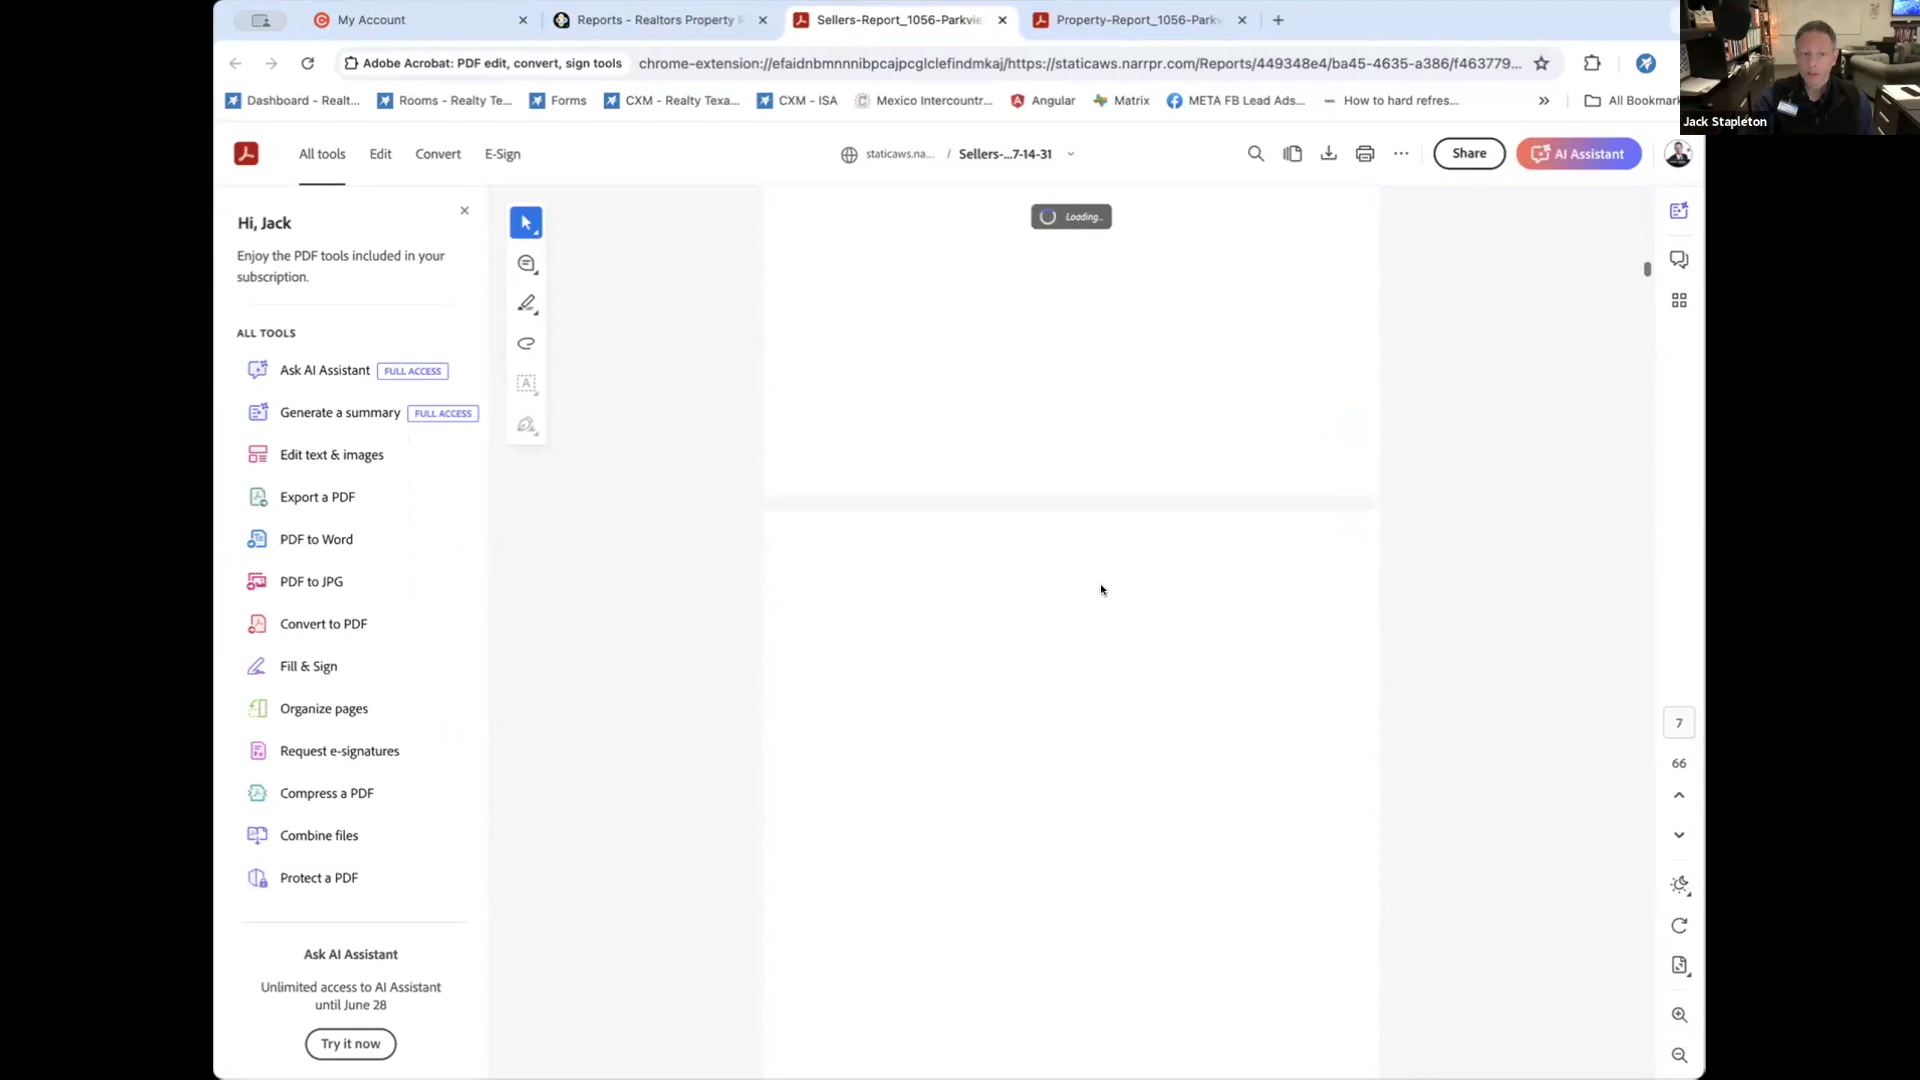 My Account
Reports - Realtors Property R
Sellers-Report_1056-Parkvie
Property-Report_1056-Parkv
Adobe Acrobat: PDF edit, convert, sign tools
chrome-extension://efaidnbmnnnibpcajpcglclefindmkaj/https://staticaws.narrpr.com/Reports/449348e4/ba45-4635-a386/f463779...
Dashboard - Realt...
Rooms - Realty Te...
Forms
CXM - Realty Texa...
CXM - ISA
Mexico Intercountr...
Angular
Matrix
META FB Lead Ads...
How to hard refres...
All Bookmar
Jack Stapleton
All tools
Edit
Convert
E-Sign
staticaws.na... / Sellers-...7-14-31
Share
AI Assistant
Hi, Jack
Enjoy the PDF tools included in your
subscription.
Loading...
ALL TOOLS
Ask AI Assistant FULL ACCESS
Generate a summary FULL ACCESS
Edit text & images
Export a PDF
PDF to Word
PDF to JPG
Convert to PDF
Fill & Sign
Organize pages
Request e-signatures
Compress a PDF
Combine files
Protect a PDF
Ask AI Assistant
Unlimited access to AI Assistant
until June 28
Try it now
7
66